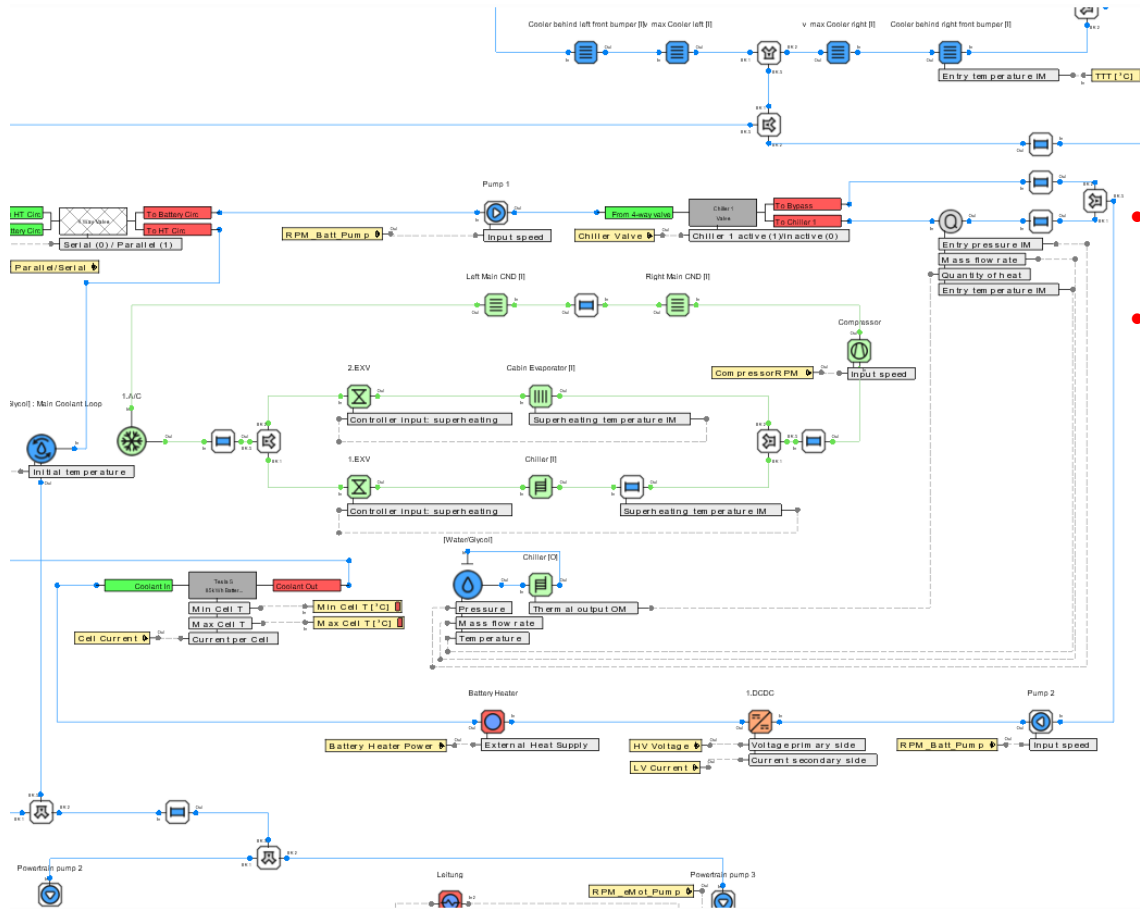 Cooler behind left front bumper [I]
v_max Cooler left [I]
v_max Cooler right [I]
Cooler behind right front bumper [I]
Entry temperature IM
TTT [°C]
Pump 1
HT Circ
To Battery Circ
ttery Circ
To HT Circ
Serial (0) / Parallel (1)
Parallel/Serial
RPM_Batt_Pump
Input speed
From 4-way valve
Chiller 1
Valve
To Bypass
To Chiller 1
Chiller Valve
Chiller 1 active (1)/inactive (0)
Entry pressure IM
Mass flow rate
Quantity of heat
Entry temperature IM
Left Main CND [I]
Right Main CND [I]
Compressor
CompressorRPM
Input speed
2.EXV
Cabin Evaporator [I]
Controller input: superheating
Superheating temperature IM
Glycol] : Main Coolant Loop
1.A/C
Initial temperature
1.EXV
Chiller [I]
Controller input: superheating
Superheating temperature IM
[Water/Glycol]
Chiller [O]
Coolant In
Coolant Out
Min Cell T
Min Cell T [°C]
Max Cell T
Max Cell T [°C]
Cell Current
Current per Cell
Pressure
Thermal output OM
Mass flow rate
Temperature
Battery Heater
1.DCDC
Pump 2
Battery Heater Power
External Heat Supply
HV Voltage
Voltage primary side
LV Current
Current secondary side
RPM_Batt_Pump
Input speed
Powertrain pump 2
Leitung
RPM_eMot_Pump
Powertrain pump 3